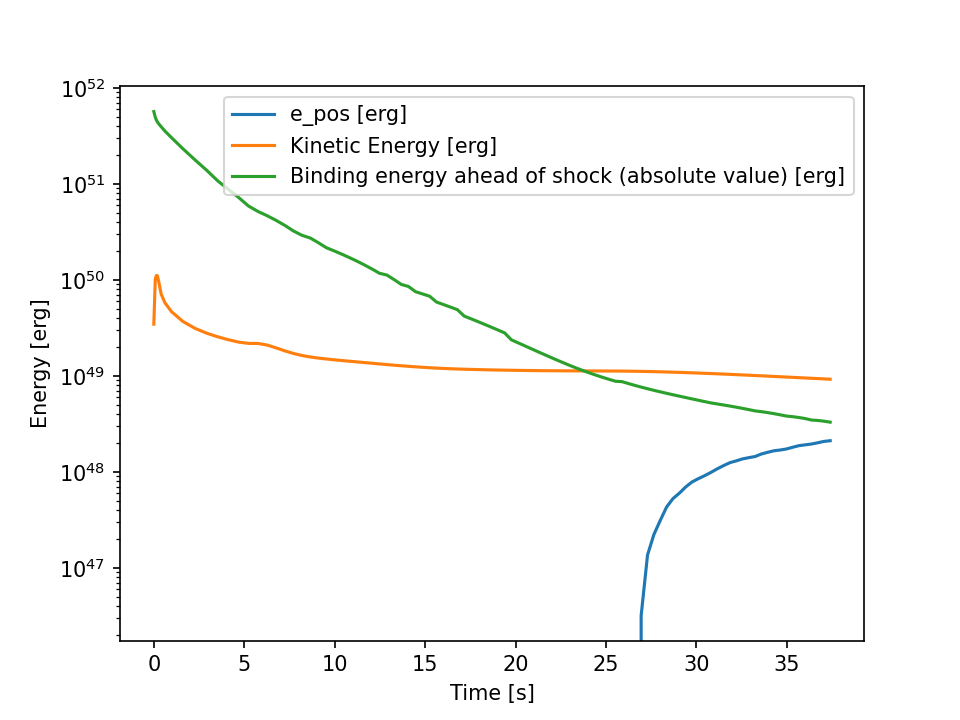 10^52
10^51
10^50
10^49
10^48
10^47
Energy [erg]
e_pos [erg]
Kinetic Energy [erg]
Binding energy ahead of shock (absolute value) [erg]
0 5 10 15 20 25 30 35
Time [s]